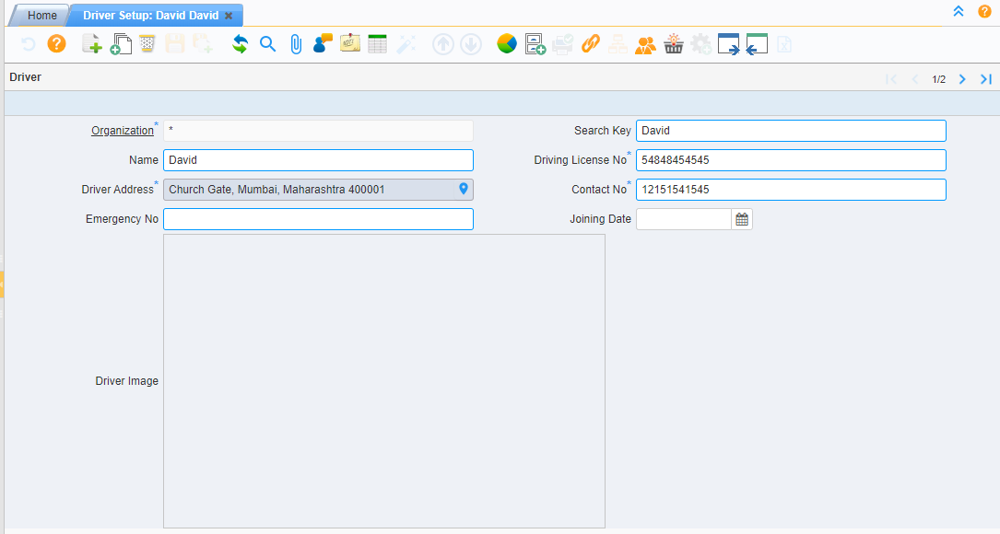 Home
Driver Setup: David David
Driver
1/2
Organization* *
Search Key David
Name David
Driving License No* 54848454545
Driver Address* Church Gate, Mumbai, Maharashtra 400001
Contact No* 12151541545
Emergency No
Joining Date
Driver Image